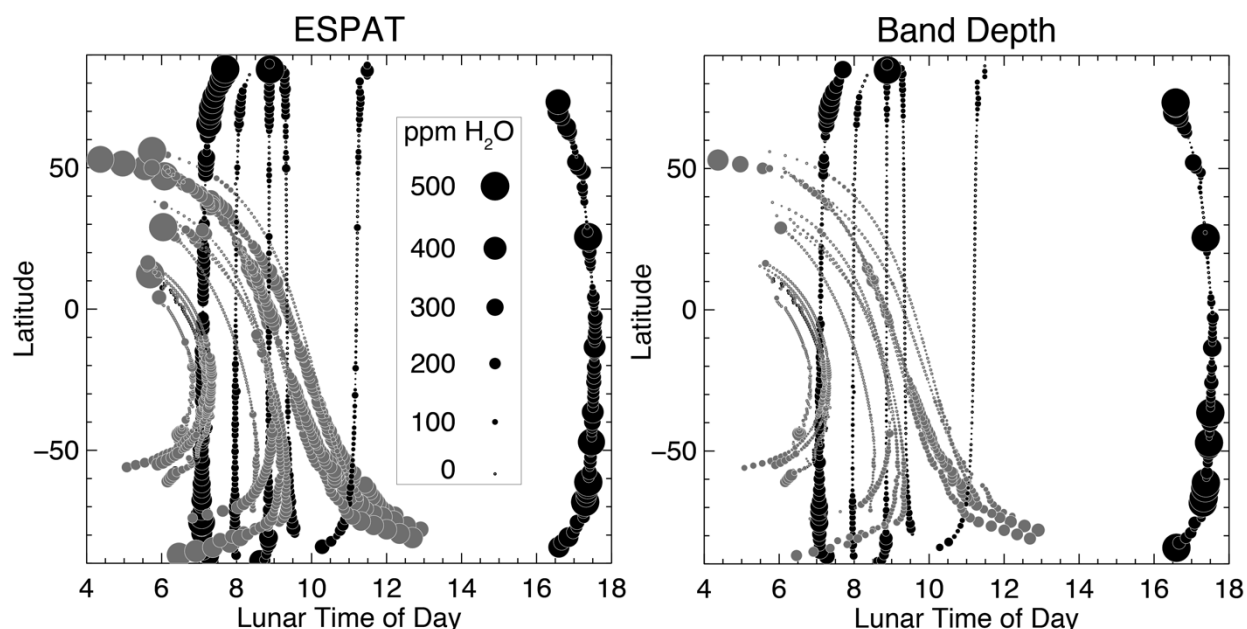 ESPAT
Band Depth
Latitude
50
0
−50
ppm H₂O
500
400
300
200
100
0
4 6 8 10 12 14 16 18
Lunar Time of Day
Latitude
50
0
−50
4 6 8 10 12 14 16 18
Lunar Time of Day